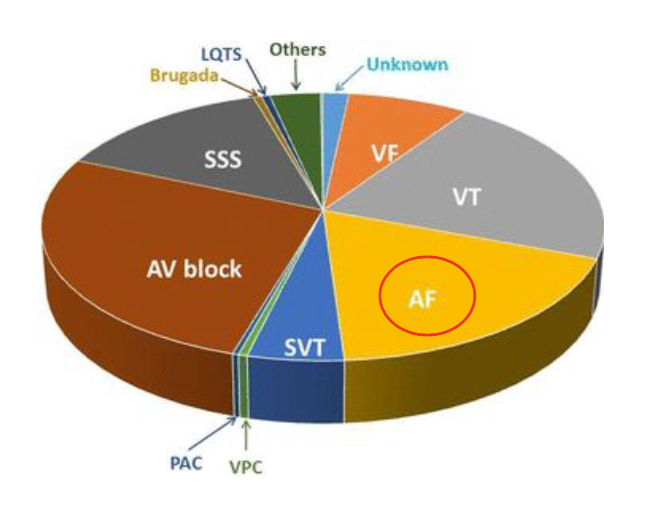 Others
LQTS
Unknown
Brugada
VF
SSS
VT
AV block
AF
SVT
PAC
VPC